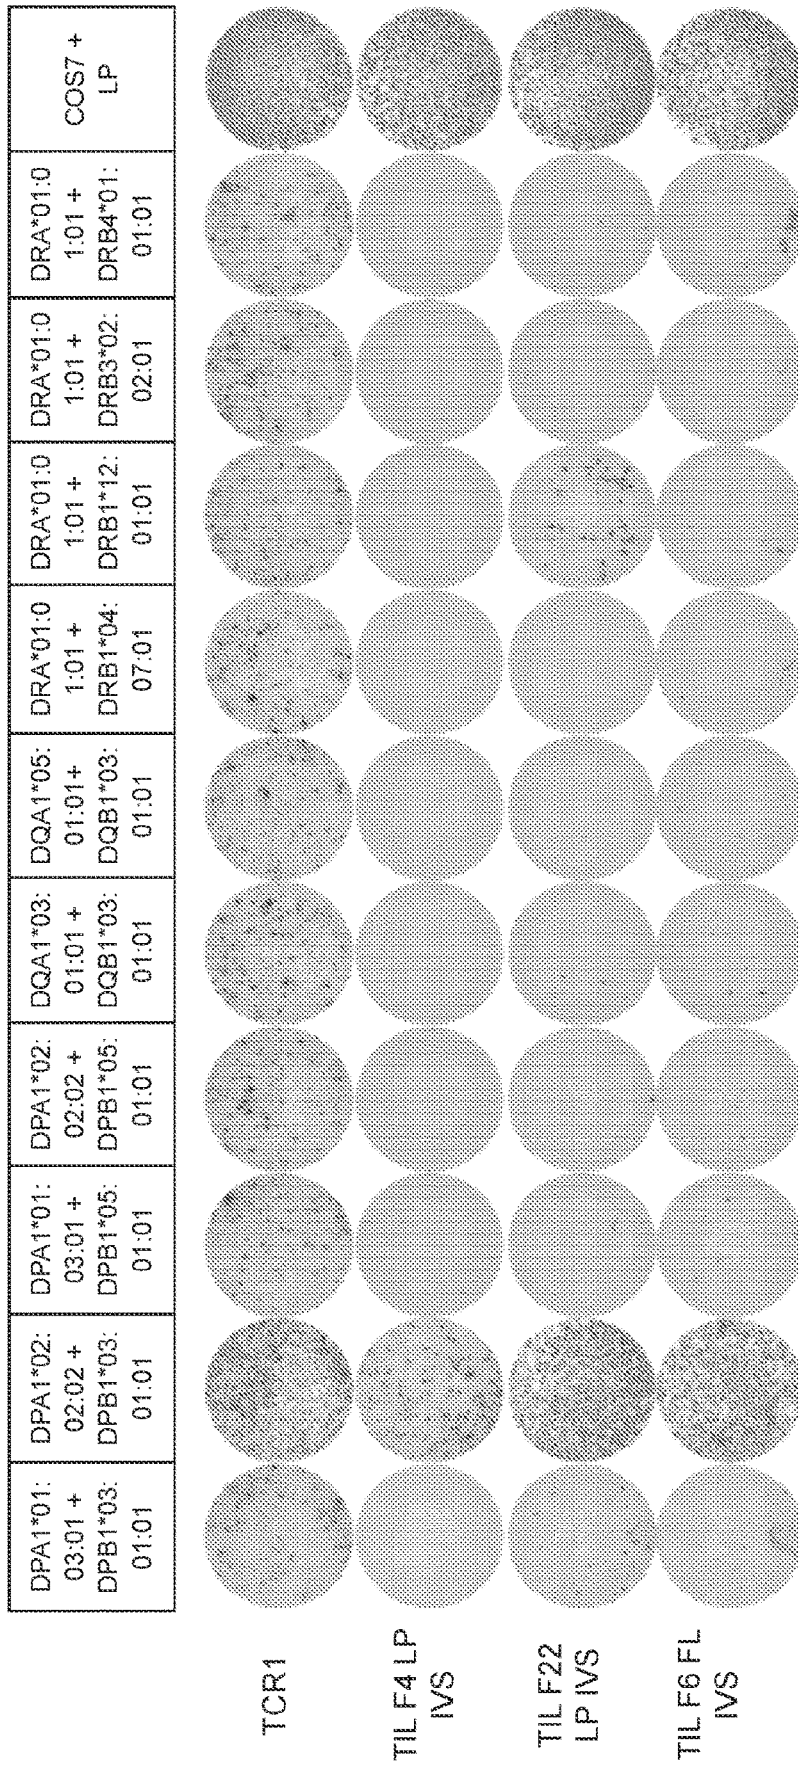 DPA1*01:
03:01 +
DPB1*03:
01:01
DPA1*02:
02:02 +
DPB1*03:
01:01
DPA1*01:
03:01 +
DPB1*05:
01:01
DPA1*02:
02:02 +
DPB1*05:
01:01
DQA1*03:
01:01 +
DQB1*03:
01:01
DQA1*05:
01:01+
DQB1*03:
01:01
DRA*01:0
1:01 +
DRB1*04:
07:01
DRA*01:0
1:01 +
DRB1*12:
01:01
DRA*01:0
1:01 +
DRB3*02:
02:01
DRA*01:0
1:01 +
DRB4*01:
01:01
COS7 +
LP
TCR1
TIL F4 LP
IVS
TIL F22
LP IVS
TIL F6 FL
IVS